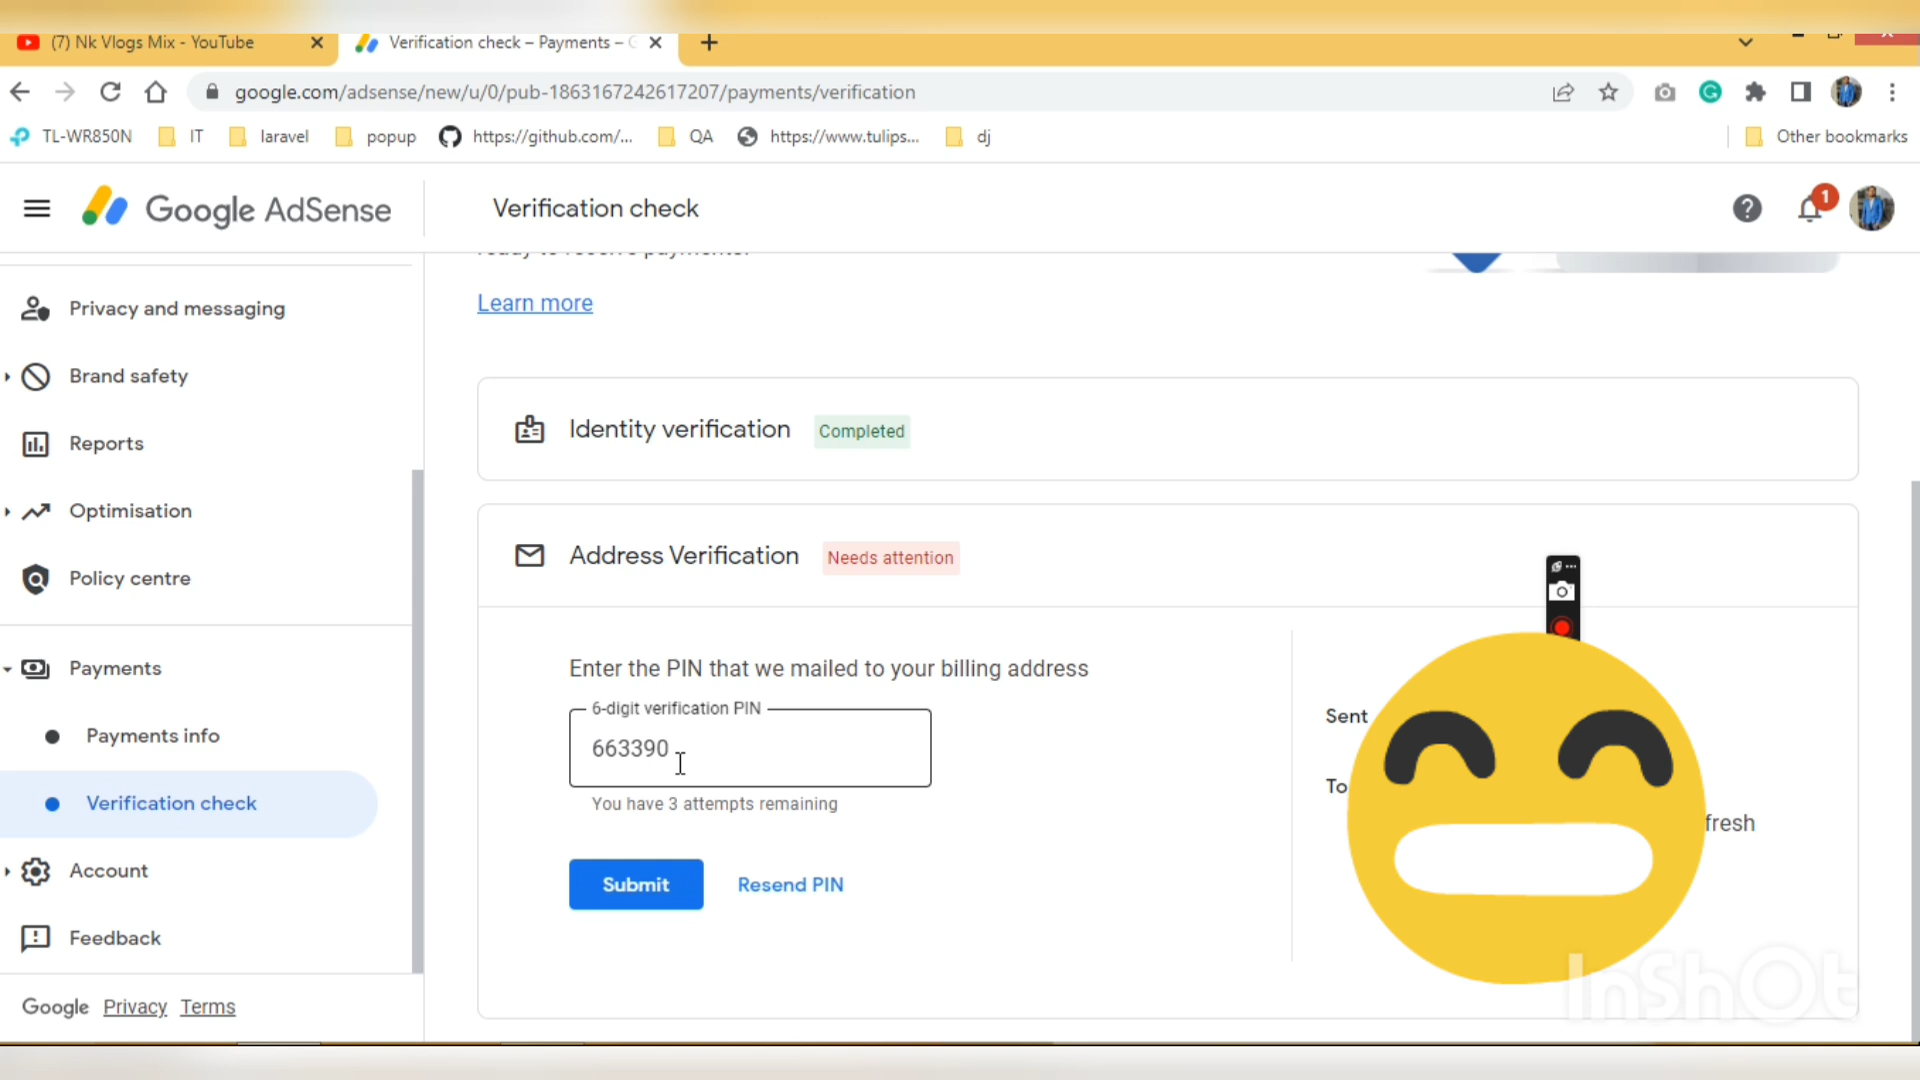 (7) Nk Vlogs Mix - YouTube
Verification check – Payments –
google.com/adsense/new/u/0/pub-1863167242617207/payments/verification
TL-WR850N IT laravel popup https://github.com/... QA https://www.tulips... dj Other bookmarks
Google AdSense
Verification check
1
ready to receive payments.
Learn more
Privacy and messaging
Brand safety
Reports
Optimisation
Policy centre
Payments
Payments info
Verification check
Account
Feedback
Google Privacy Terms
Identity verification Completed
Address Verification Needs attention
Enter the PIN that we mailed to your billing address
6-digit verification PIN
663390
You have 3 attempts remaining
Submit Resend PIN
Sent
To
fresh
InShOt